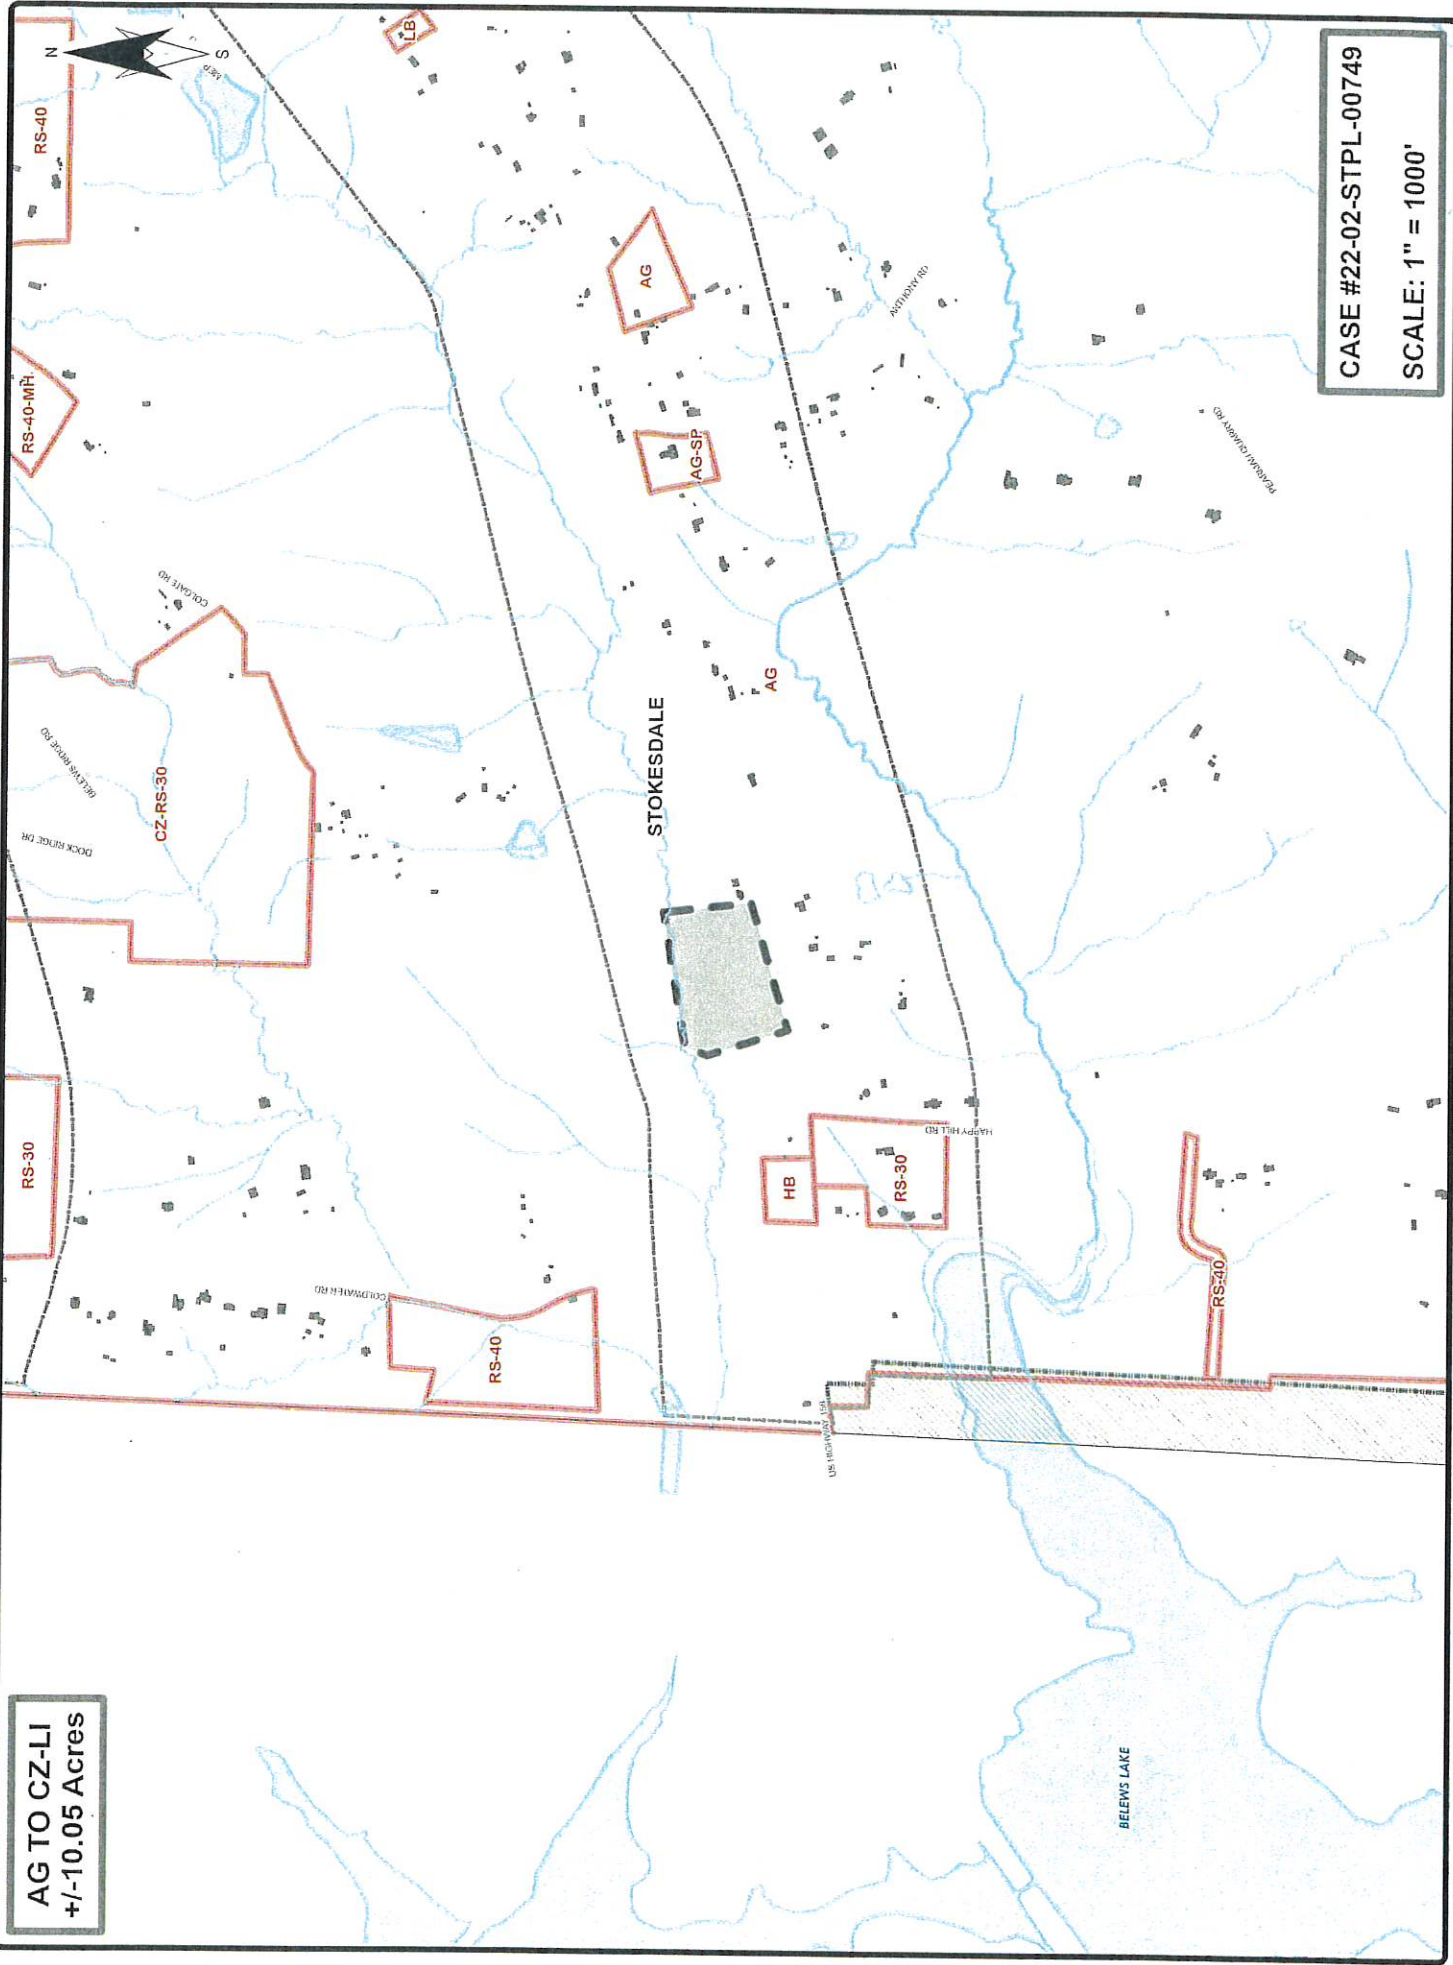 AG TO CZ-LI
+/-10.05 Acres
N
S
RS-40
LB
RS-40-MH
COLGATE RD
BELEWS RIDGE RD
DOCK RIDGE DR
CZ-RS-30
RS-30
COLDWATER RD
RS-40
AG
AG-SP
ANTHONY RD
STOKESDALE
AG
HB
RS-30
HAPPY HILL RD
US HIGHWAY 158
RS-40
BELEWS LAKE
CASE #22-02-STPL-00749
SCALE: 1" = 1000'